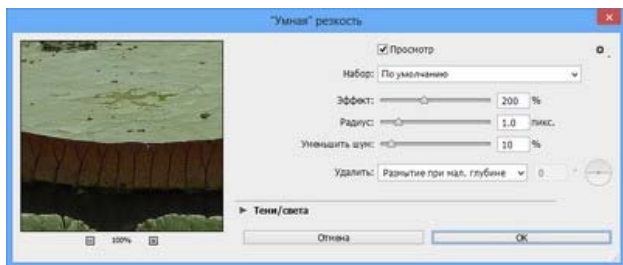 "Умная" резкость
Просмотр
Набор: По умолчанию
Эффект: 200 %
Радиус: 1.0 пикс.
Уменьшить шум: 10 %
Удалить: Размытие при мал. глубине 0 °
Тени/света
100%
Отмена OK